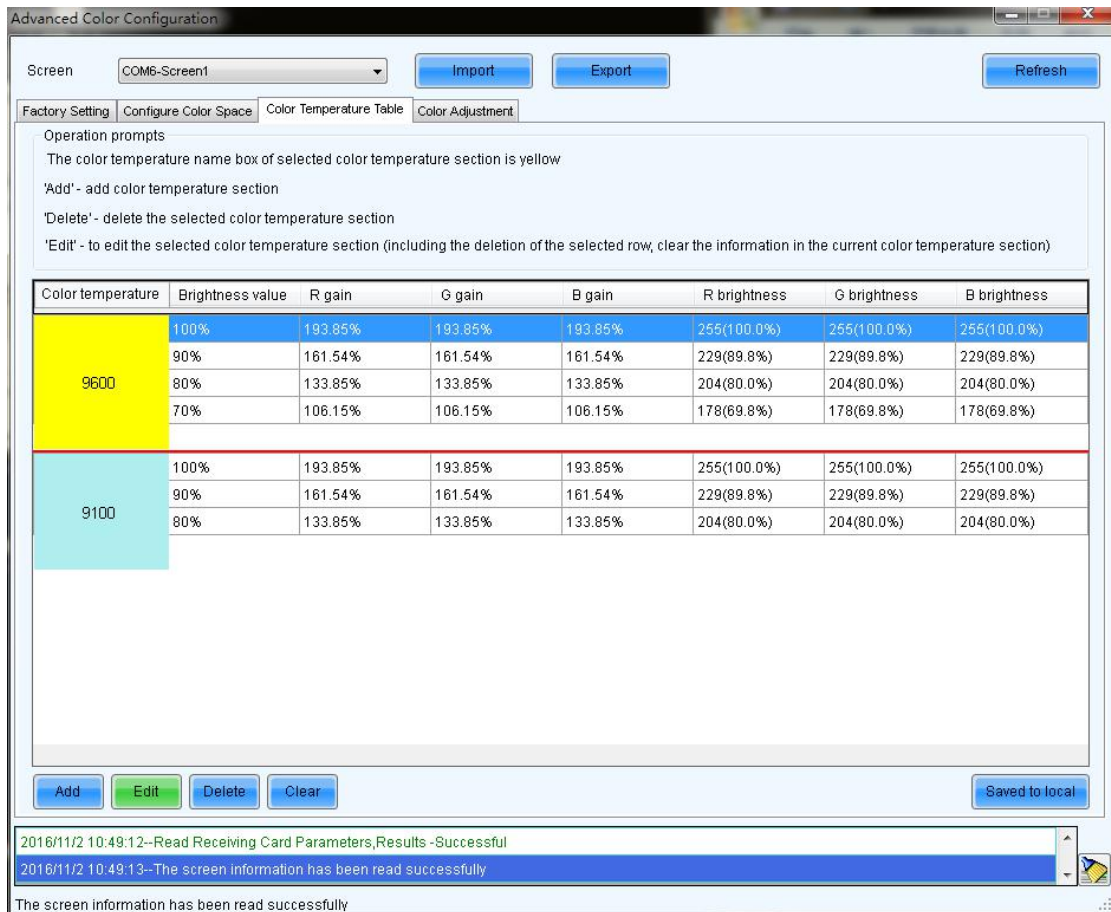 Advanced Color Configuration
Screen COM6-Screen1 Import Export Refresh
Factory Setting Configure Color Space Color Temperature Table Color Adjustment
Operation prompts
The color temperature name box of selected color temperature section is yellow
'Add' - add color temperature section
'Delete' - delete the selected color temperature section
'Edit' - to edit the selected color temperature section (including the deletion of the selected row, clear the information in the current color temperature section)
Color temperature Brightness value R gain G gain B gain R brightness G brightness B brightness
100% 193.85% 193.85% 193.85% 255(100.0%) 255(100.0%) 255(100.0%)
90% 161.54% 161.54% 161.54% 229(89.8%) 229(89.8%) 229(89.8%)
9600 80% 133.85% 133.85% 133.85% 204(80.0%) 204(80.0%) 204(80.0%)
70% 106.15% 106.15% 106.15% 178(69.8%) 178(69.8%) 178(69.8%)
100% 193.85% 193.85% 193.85% 255(100.0%) 255(100.0%) 255(100.0%)
90% 161.54% 161.54% 161.54% 229(89.8%) 229(89.8%) 229(89.8%)
9100 80% 133.85% 133.85% 133.85% 204(80.0%) 204(80.0%) 204(80.0%)
Add Edit Delete Clear Saved to local
2016/11/2 10:49:12--Read Receiving Card Parameters,Results -Successful
2016/11/2 10:49:13--The screen information has been read successfully
The screen information has been read successfully